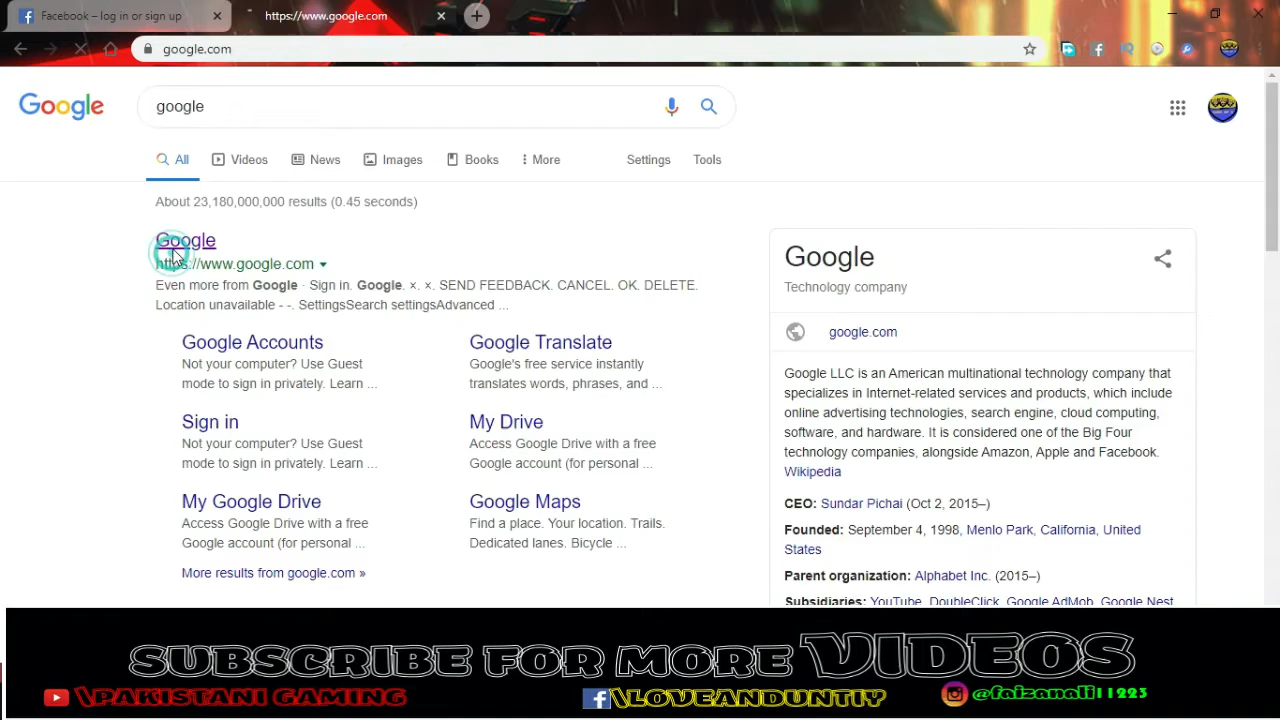 Facebook – log in or sign up
https://www.google.com
google.com
Google
google
All
Videos
News
Images
Books
More
Settings
Tools
About 23,180,000,000 results (0.45 seconds)
Google
https://www.google.com
Even more from Google · Sign in. Google. ×. ×. SEND FEEDBACK. CANCEL. OK. DELETE.
Location unavailable - -. SettingsSearch settingsAdvanced ...
Google Accounts
Not your computer? Use Guest
mode to sign in privately. Learn ...
Google Translate
Google's free service instantly
translates words, phrases, and ...
Sign in
Not your computer? Use Guest
mode to sign in privately. Learn ...
My Drive
Access Google Drive with a free
Google account (for personal ...
My Google Drive
Access Google Drive with a free
Google account (for personal ...
Google Maps
Find a place. Your location. Trails.
Dedicated lanes. Bicycle ...
More results from google.com »
Google
Technology company
google.com
Google LLC is an American multinational technology company that
specializes in Internet-related services and products, which include
online advertising technologies, search engine, cloud computing,
software, and hardware. It is considered one of the Big Four
technology companies, alongside Amazon, Apple and Facebook.
Wikipedia
CEO: Sundar Pichai (Oct 2, 2015–)
Founded: September 4, 1998, Menlo Park, California, United
States
Parent organization: Alphabet Inc. (2015–)
Subsidiaries: YouTube, DoubleClick, Google AdMob, Google Nest
SUBSCRIBE FOR MORE VIDEOS
\PAKISTANI GAMING
\LOVEANDUNTIY
@faizanali11223